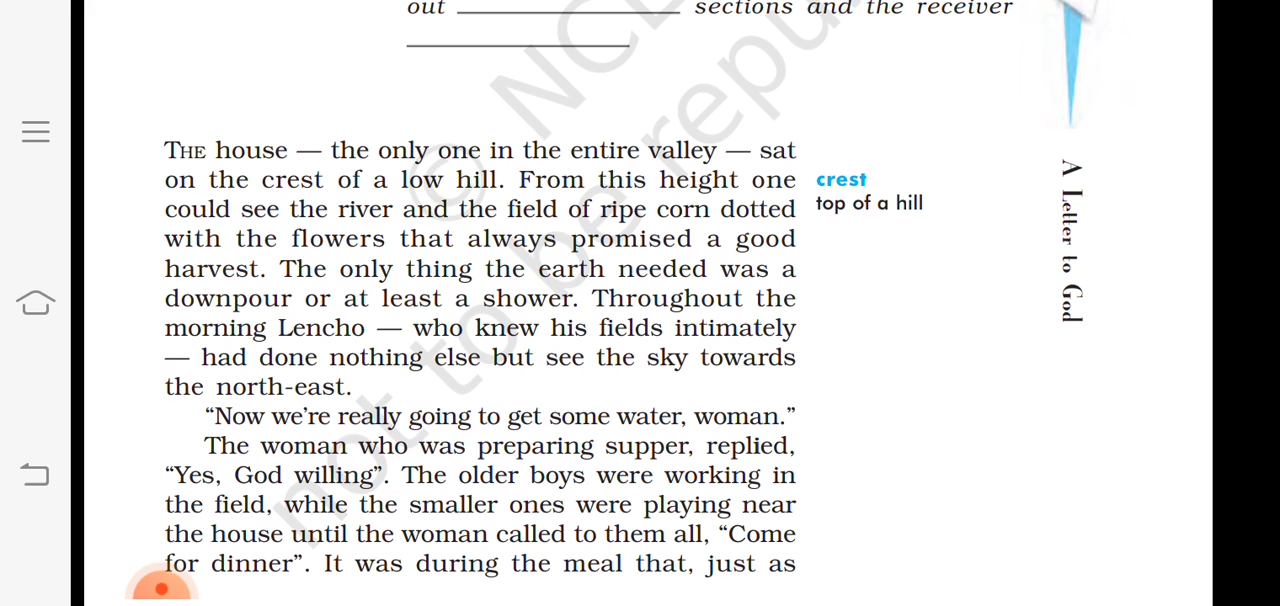 out ________________ sections and the receiver
________________
THE house — the only one in the entire valley — sat
on the crest of a low hill. From this height one
could see the river and the field of ripe corn dotted
with the flowers that always promised a good
harvest. The only thing the earth needed was a
downpour or at least a shower. Throughout the
morning Lencho — who knew his fields intimately
— had done nothing else but see the sky towards
the north-east.
“Now we’re really going to get some water, woman.”
The woman who was preparing supper, replied,
“Yes, God willing”. The older boys were working in
the field, while the smaller ones were playing near
the house until the woman called to them all, “Come
for dinner”. It was during the meal that, just as
crest
top of a hill
A Letter to God
not to be repu
© NC